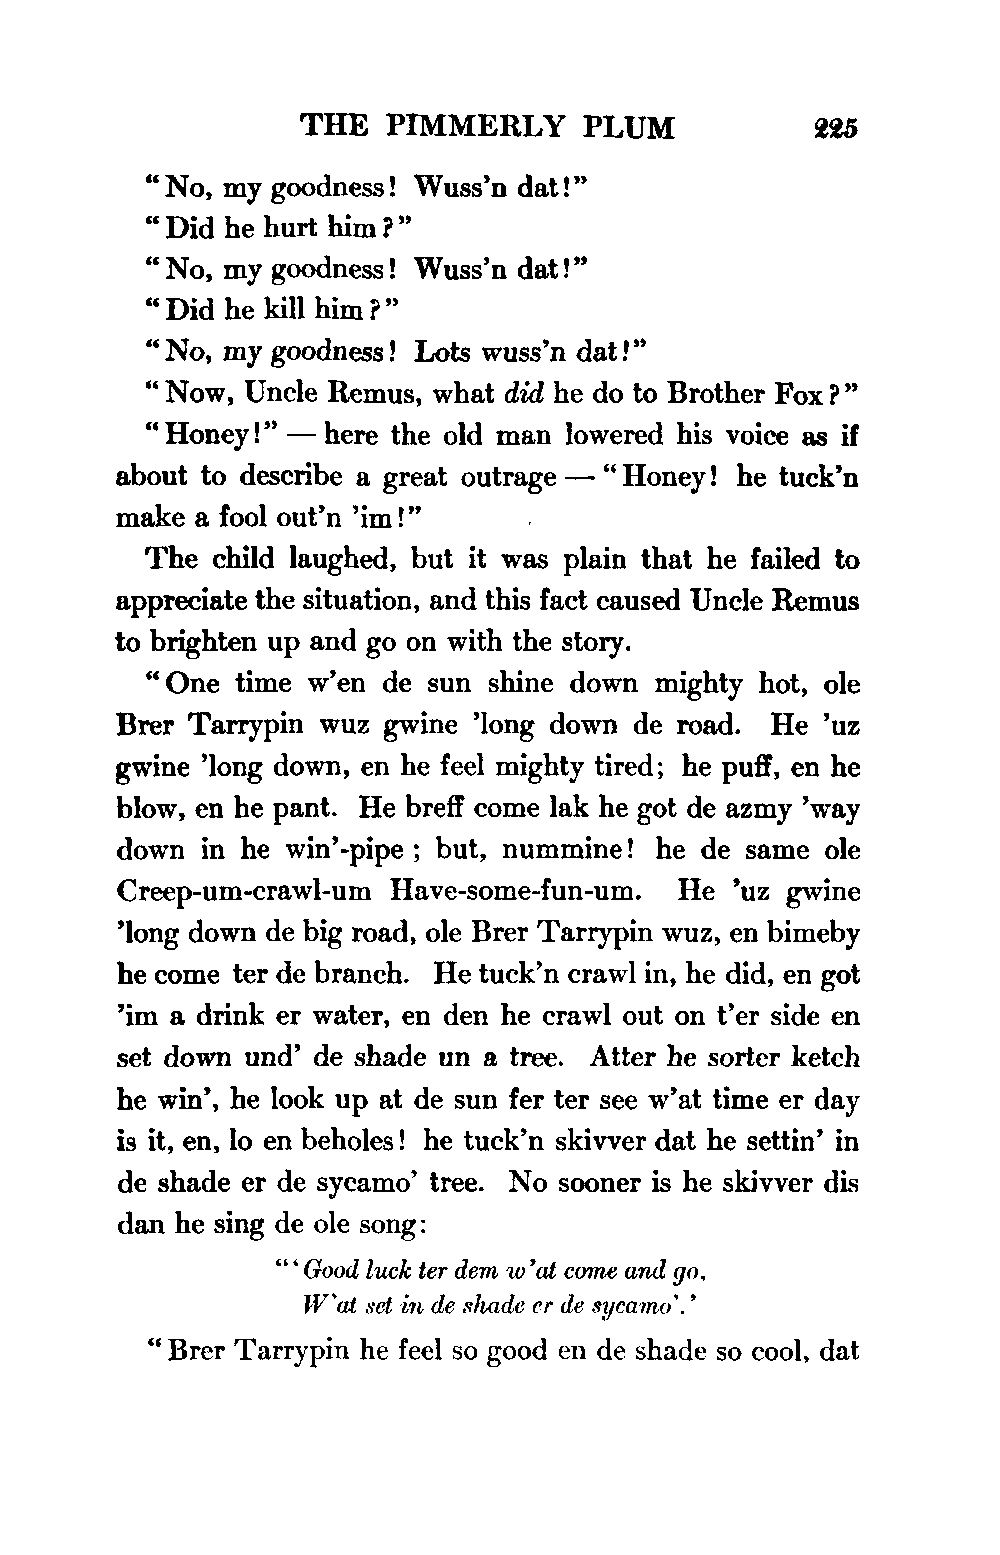 THE PIMMERLY PLUM 225
"No, my goodness! Wuss'n dat!"
"Did he hurt him?"
"No, my goodness! Wuss'n dat!"
"Did he kill him?"
"No, my goodness! Lots wuss'n dat!"
"Now, Uncle Remus, what did he do to Brother Fox?"
"Honey!" — here the old man lowered his voice as if
about to describe a great outrage — "Honey! he tuck'n
make a fool out'n 'im!"
The child laughed, but it was plain that he failed to
appreciate the situation, and this fact caused Uncle Remus
to brighten up and go on with the story.
"One time w'en de sun shine down mighty hot, ole
Brer Tarrypin wuz gwine 'long down de road. He 'uz
gwine 'long down, en he feel mighty tired; he puff, en he
blow, en he pant. He breff come lak he got de azmy 'way
down in he win'-pipe; but, nummine! he de same ole
Creep-um-crawl-um Have-some-fun-um. He 'uz gwine
'long down de big road, ole Brer Tarrypin wuz, en bimeby
he come ter de branch. He tuck'n crawl in, he did, en got
'im a drink er water, en den he crawl out on t'er side en
set down und' de shade un a tree. Atter he sorter ketch
he win', he look up at de sun fer ter see w'at time er day
is it, en, lo en beholes! he tuck'n skivver dat he settin' in
de shade er de sycamo' tree. No sooner is he skivver dis
dan he sing de ole song:
"'Good luck ter dem w'at come and go,
W'at set in de shade er de sycamo'.'
"Brer Tarrypin he feel so good en de shade so cool, dat